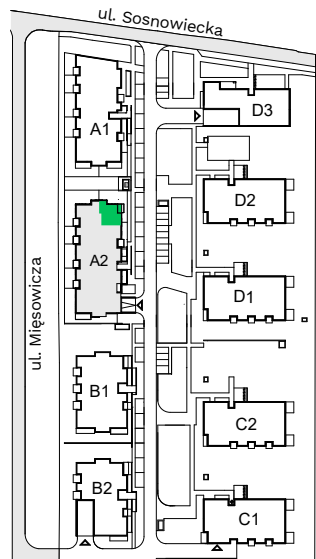 ul. Sosnowiecka
A1
D3
D2
A2
ul. Mięsowicza
D1
B1
C2
B2
C1